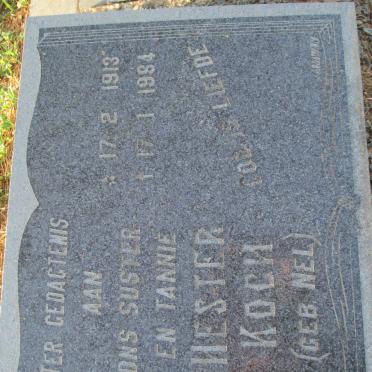 TER GEDAGTENIS
AAN
ONS SUSTER
EN TANNIE
HESTER
KOCH
(GEB NEL)
* 17.2 1913
† 17.1 1984
GOD IS LIEFDE